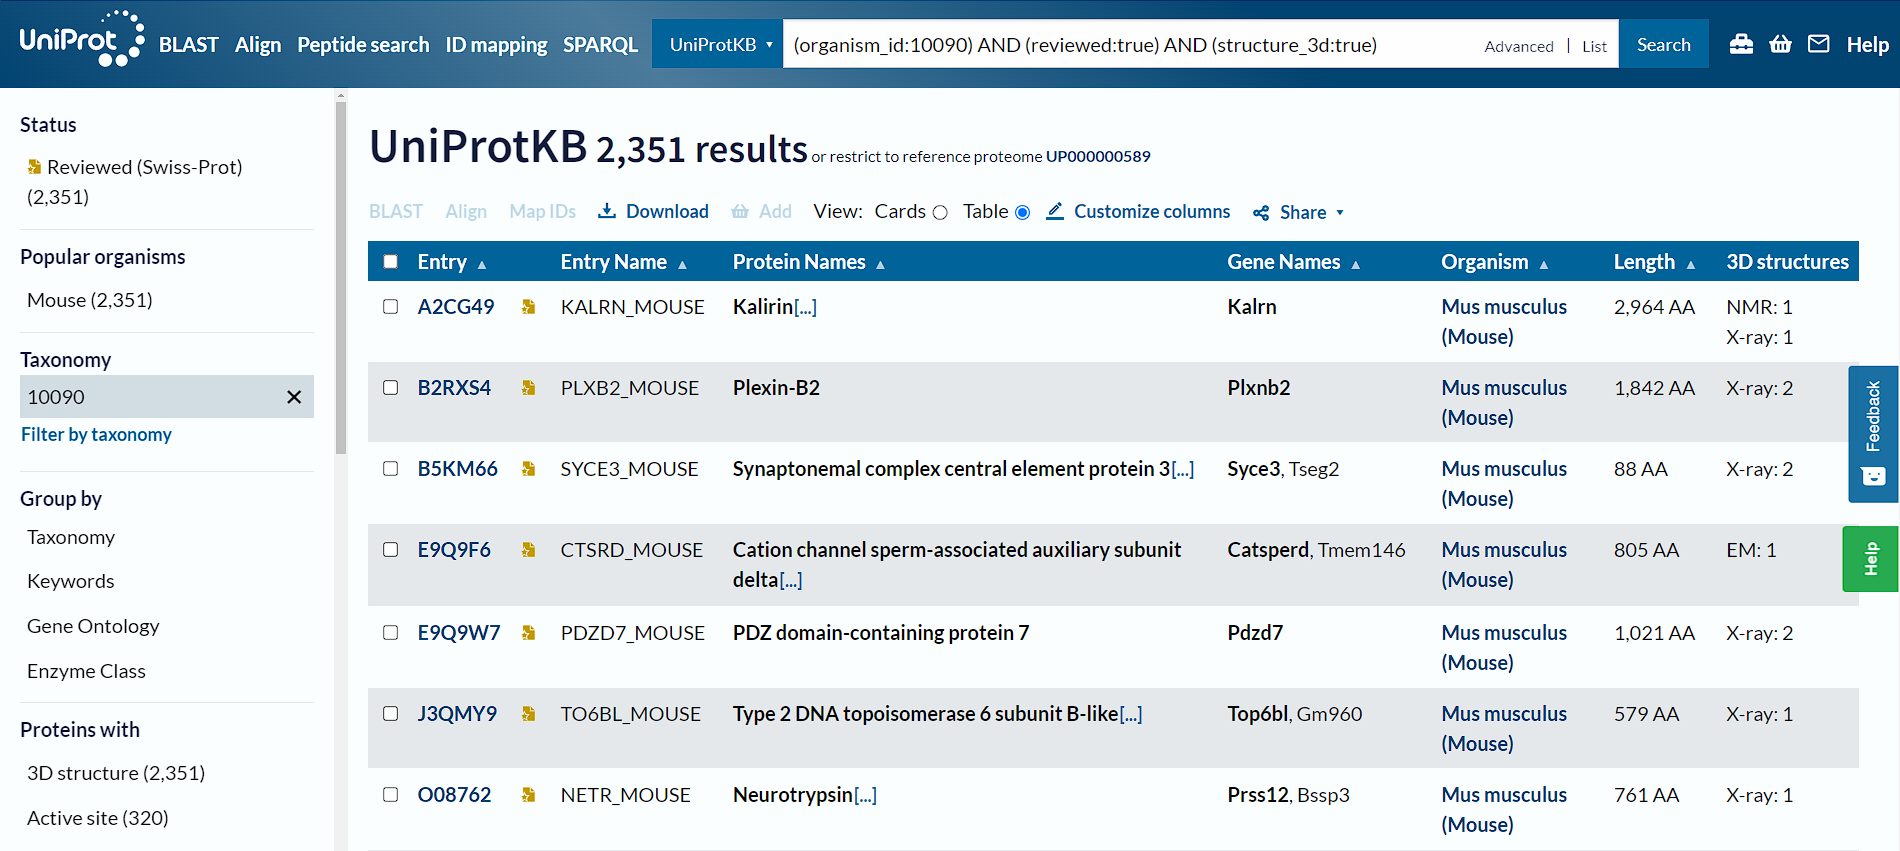 UniProt BLAST Align Peptide search ID mapping SPARQL UniProtKB (organism_id:10090) AND (reviewed:true) AND (structure_3d:true) Advanced | List Search Help
Status
Reviewed (Swiss-Prot)
(2,351)
Popular organisms
Mouse (2,351)
Taxonomy
10090
Filter by taxonomy
Group by
Taxonomy
Keywords
Gene Ontology
Enzyme Class
Proteins with
3D structure (2,351)
Active site (320)
UniProtKB 2,351 results or restrict to reference proteome UP000000589
BLAST Align Map IDs Download Add View: Cards Table Customize columns Share
Entry Entry Name Protein Names Gene Names Organism Length 3D structures
A2CG49 KALRN_MOUSE Kalirin[...] Kalrn Mus musculus 2,964 AA NMR: 1
(Mouse) X-ray: 1
B2RXS4 PLXB2_MOUSE Plexin-B2 Plxnb2 Mus musculus 1,842 AA X-ray: 2
(Mouse)
B5KM66 SYCE3_MOUSE Synaptonemal complex central element protein 3[...] Syce3, Tseg2 Mus musculus 88 AA X-ray: 2
(Mouse)
E9Q9F6 CTSRD_MOUSE Cation channel sperm-associated auxiliary subunit Catsperd, Tmem146 Mus musculus 805 AA EM: 1
delta[...] (Mouse)
E9Q9W7 PDZD7_MOUSE PDZ domain-containing protein 7 Pdzd7 Mus musculus 1,021 AA X-ray: 2
(Mouse)
J3QMY9 TO6BL_MOUSE Type 2 DNA topoisomerase 6 subunit B-like[...] Top6bl, Gm960 Mus musculus 579 AA X-ray: 1
(Mouse)
O08762 NETR_MOUSE Neurotrypsin[...] Prss12, Bssp3 Mus musculus 761 AA X-ray: 1
(Mouse)
Feedback
Help